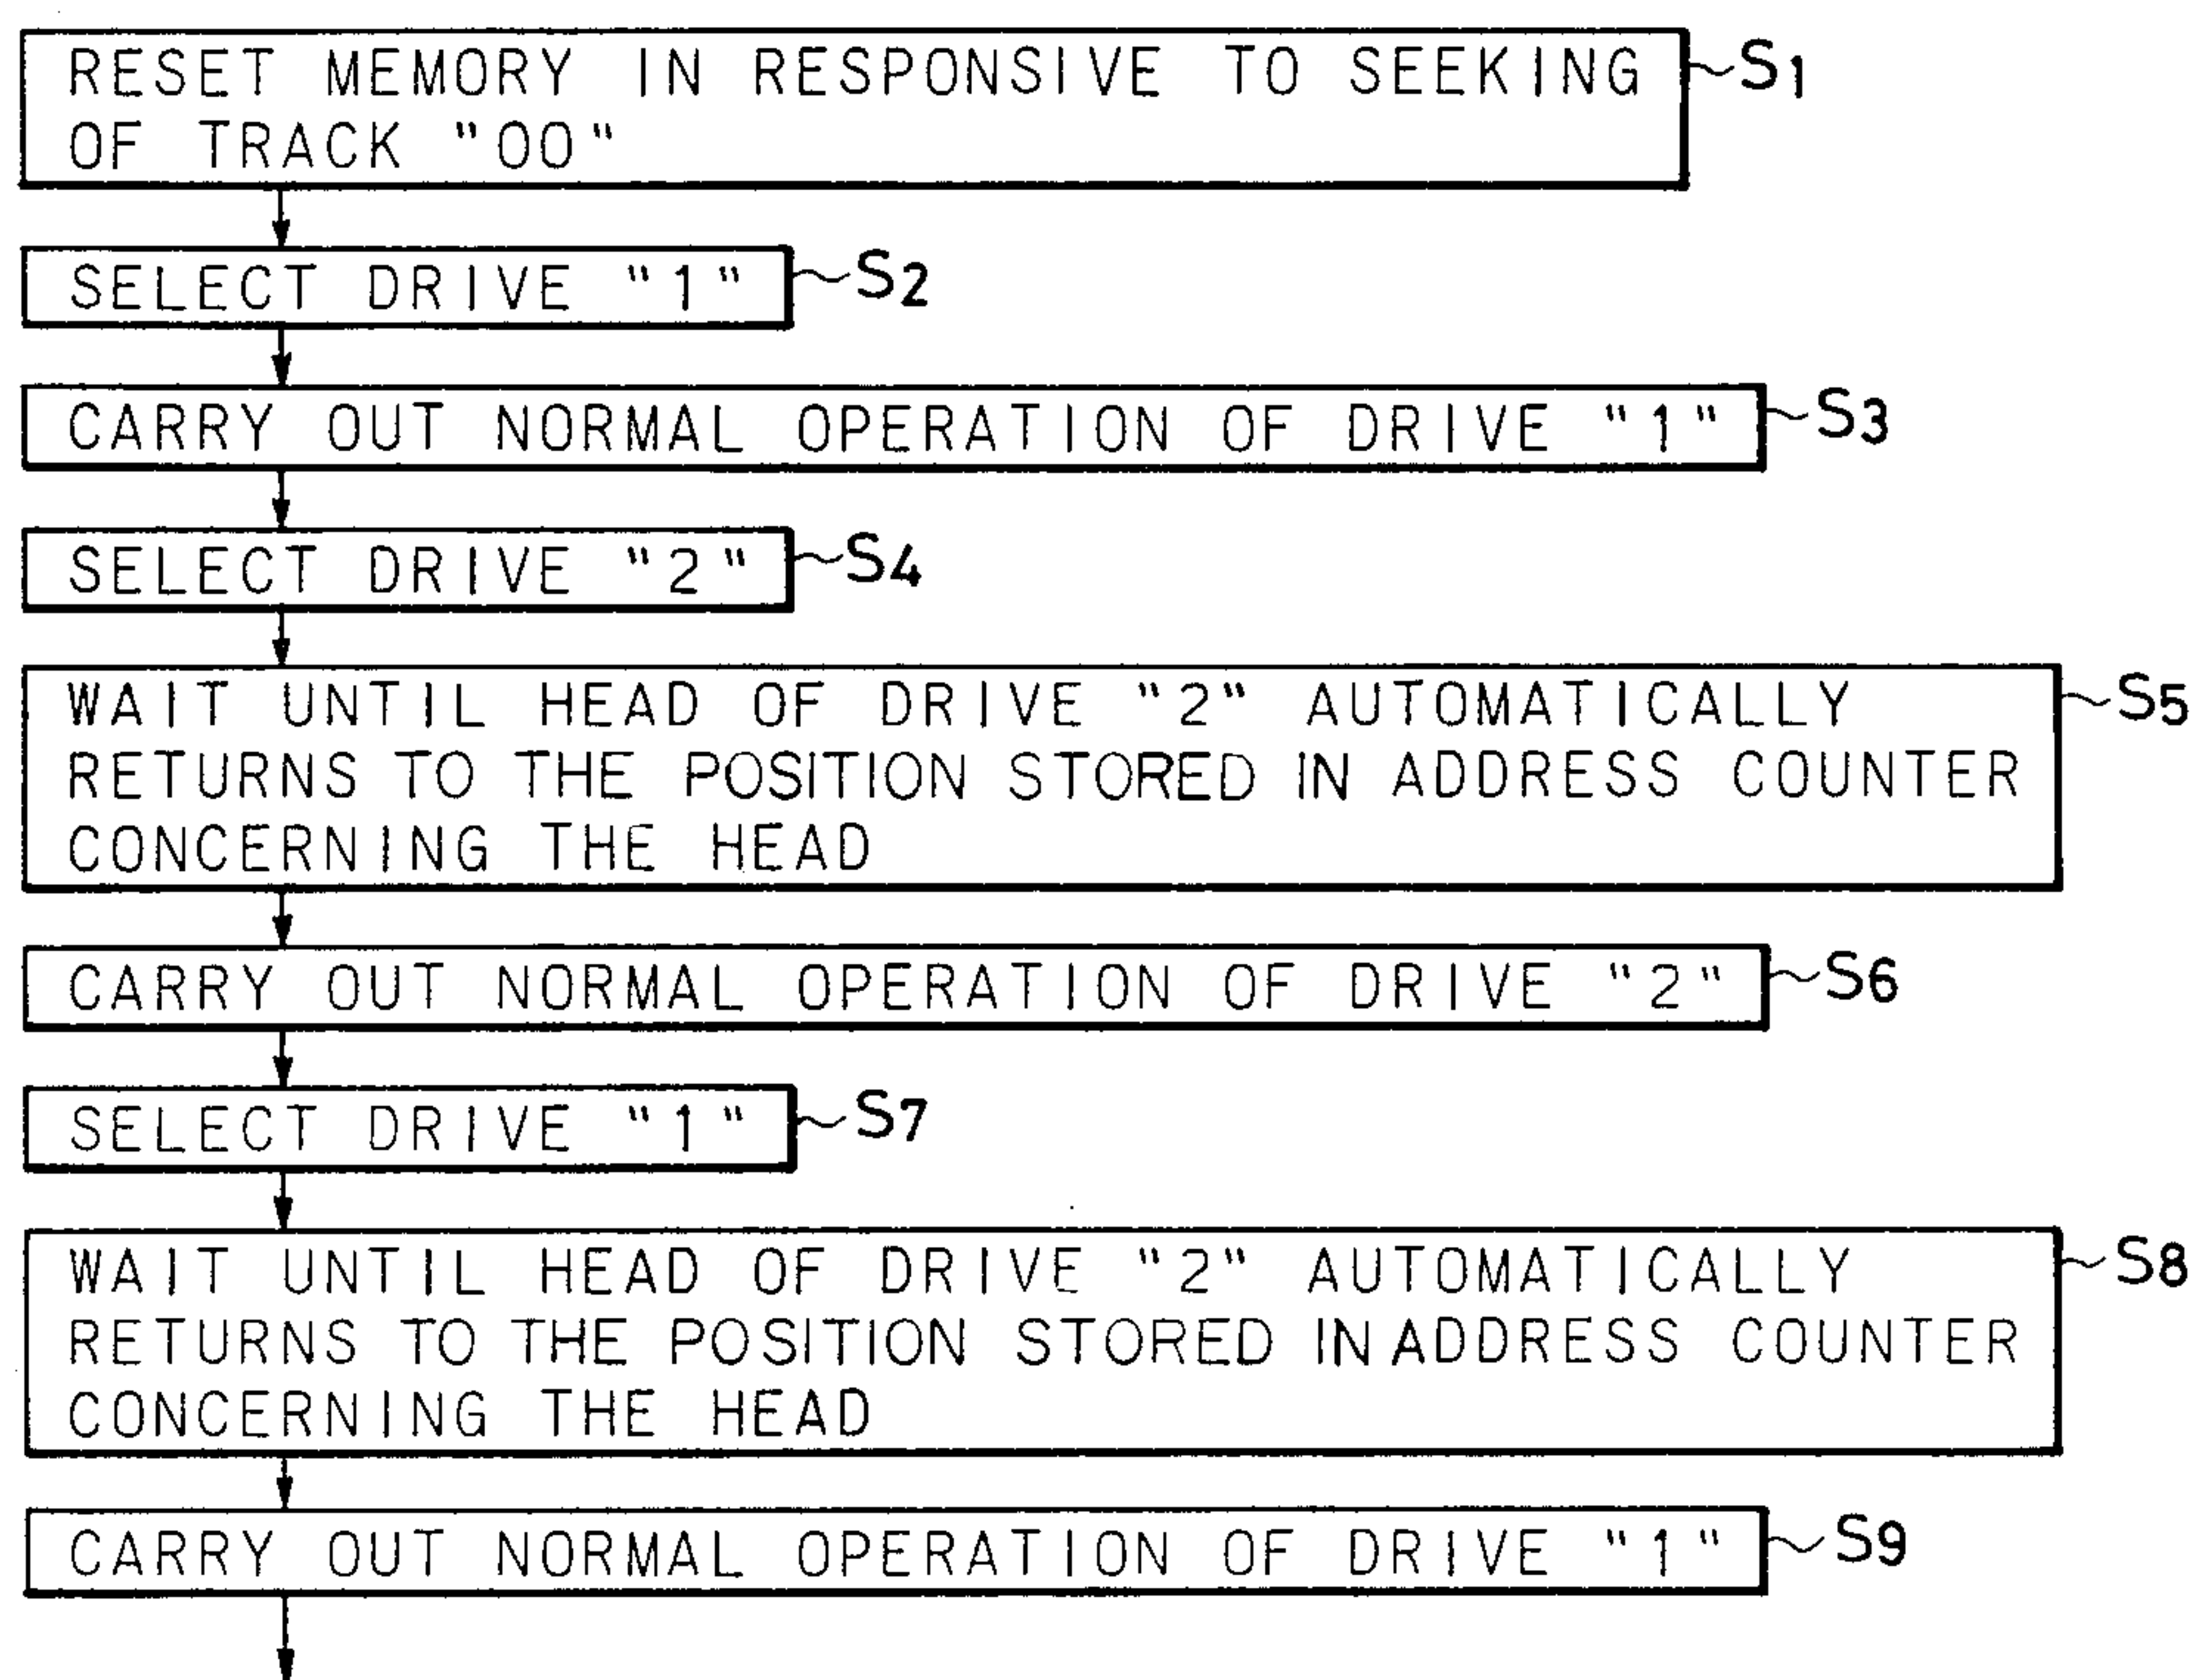 RESET MEMORY IN RESPONSIVE TO SEEKING
OF TRACK "00"
S1
SELECT DRIVE "1"
S2
CARRY OUT NORMAL OPERATION OF DRIVE "1"
S3
SELECT DRIVE "2"
S4
WAIT UNTIL HEAD OF DRIVE "2" AUTOMATICALLY
RETURNS TO THE POSITION STORED IN ADDRESS COUNTER
CONCERNING THE HEAD
S5
CARRY OUT NORMAL OPERATION OF DRIVE "2"
S6
SELECT DRIVE "1"
S7
WAIT UNTIL HEAD OF DRIVE "2" AUTOMATICALLY
RETURNS TO THE POSITION STORED IN ADDRESS COUNTER
CONCERNING THE HEAD
S8
CARRY OUT NORMAL OPERATION OF DRIVE "1"
S9